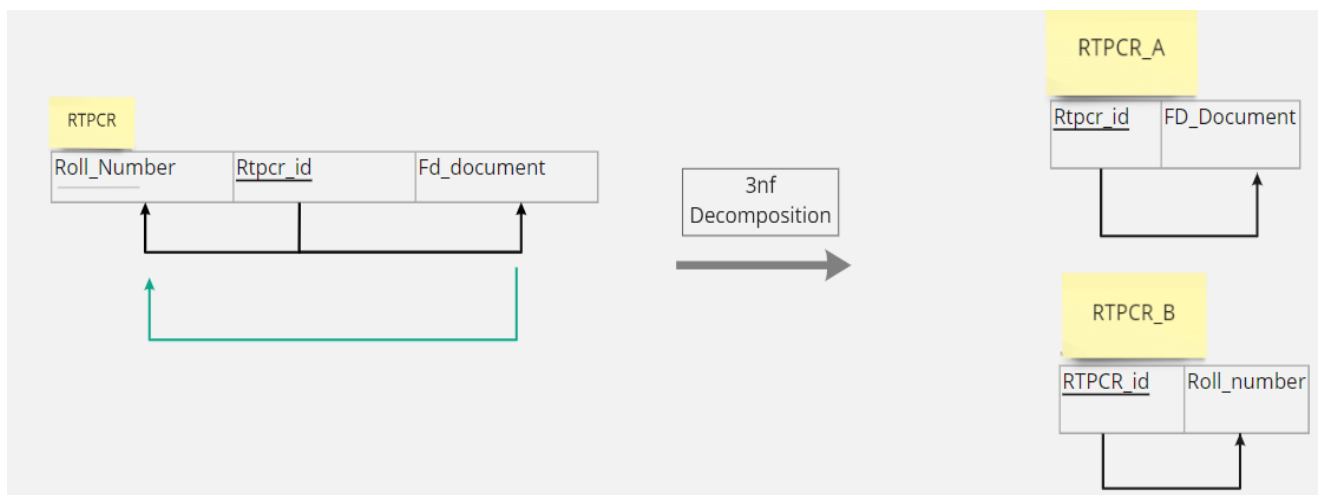 RTPCR
Roll_Number Rtpcr_id Fd_document
3nf
Decomposition
RTPCR_A
Rtpcr_id FD_Document
RTPCR_B
RTPCR_id Roll_number